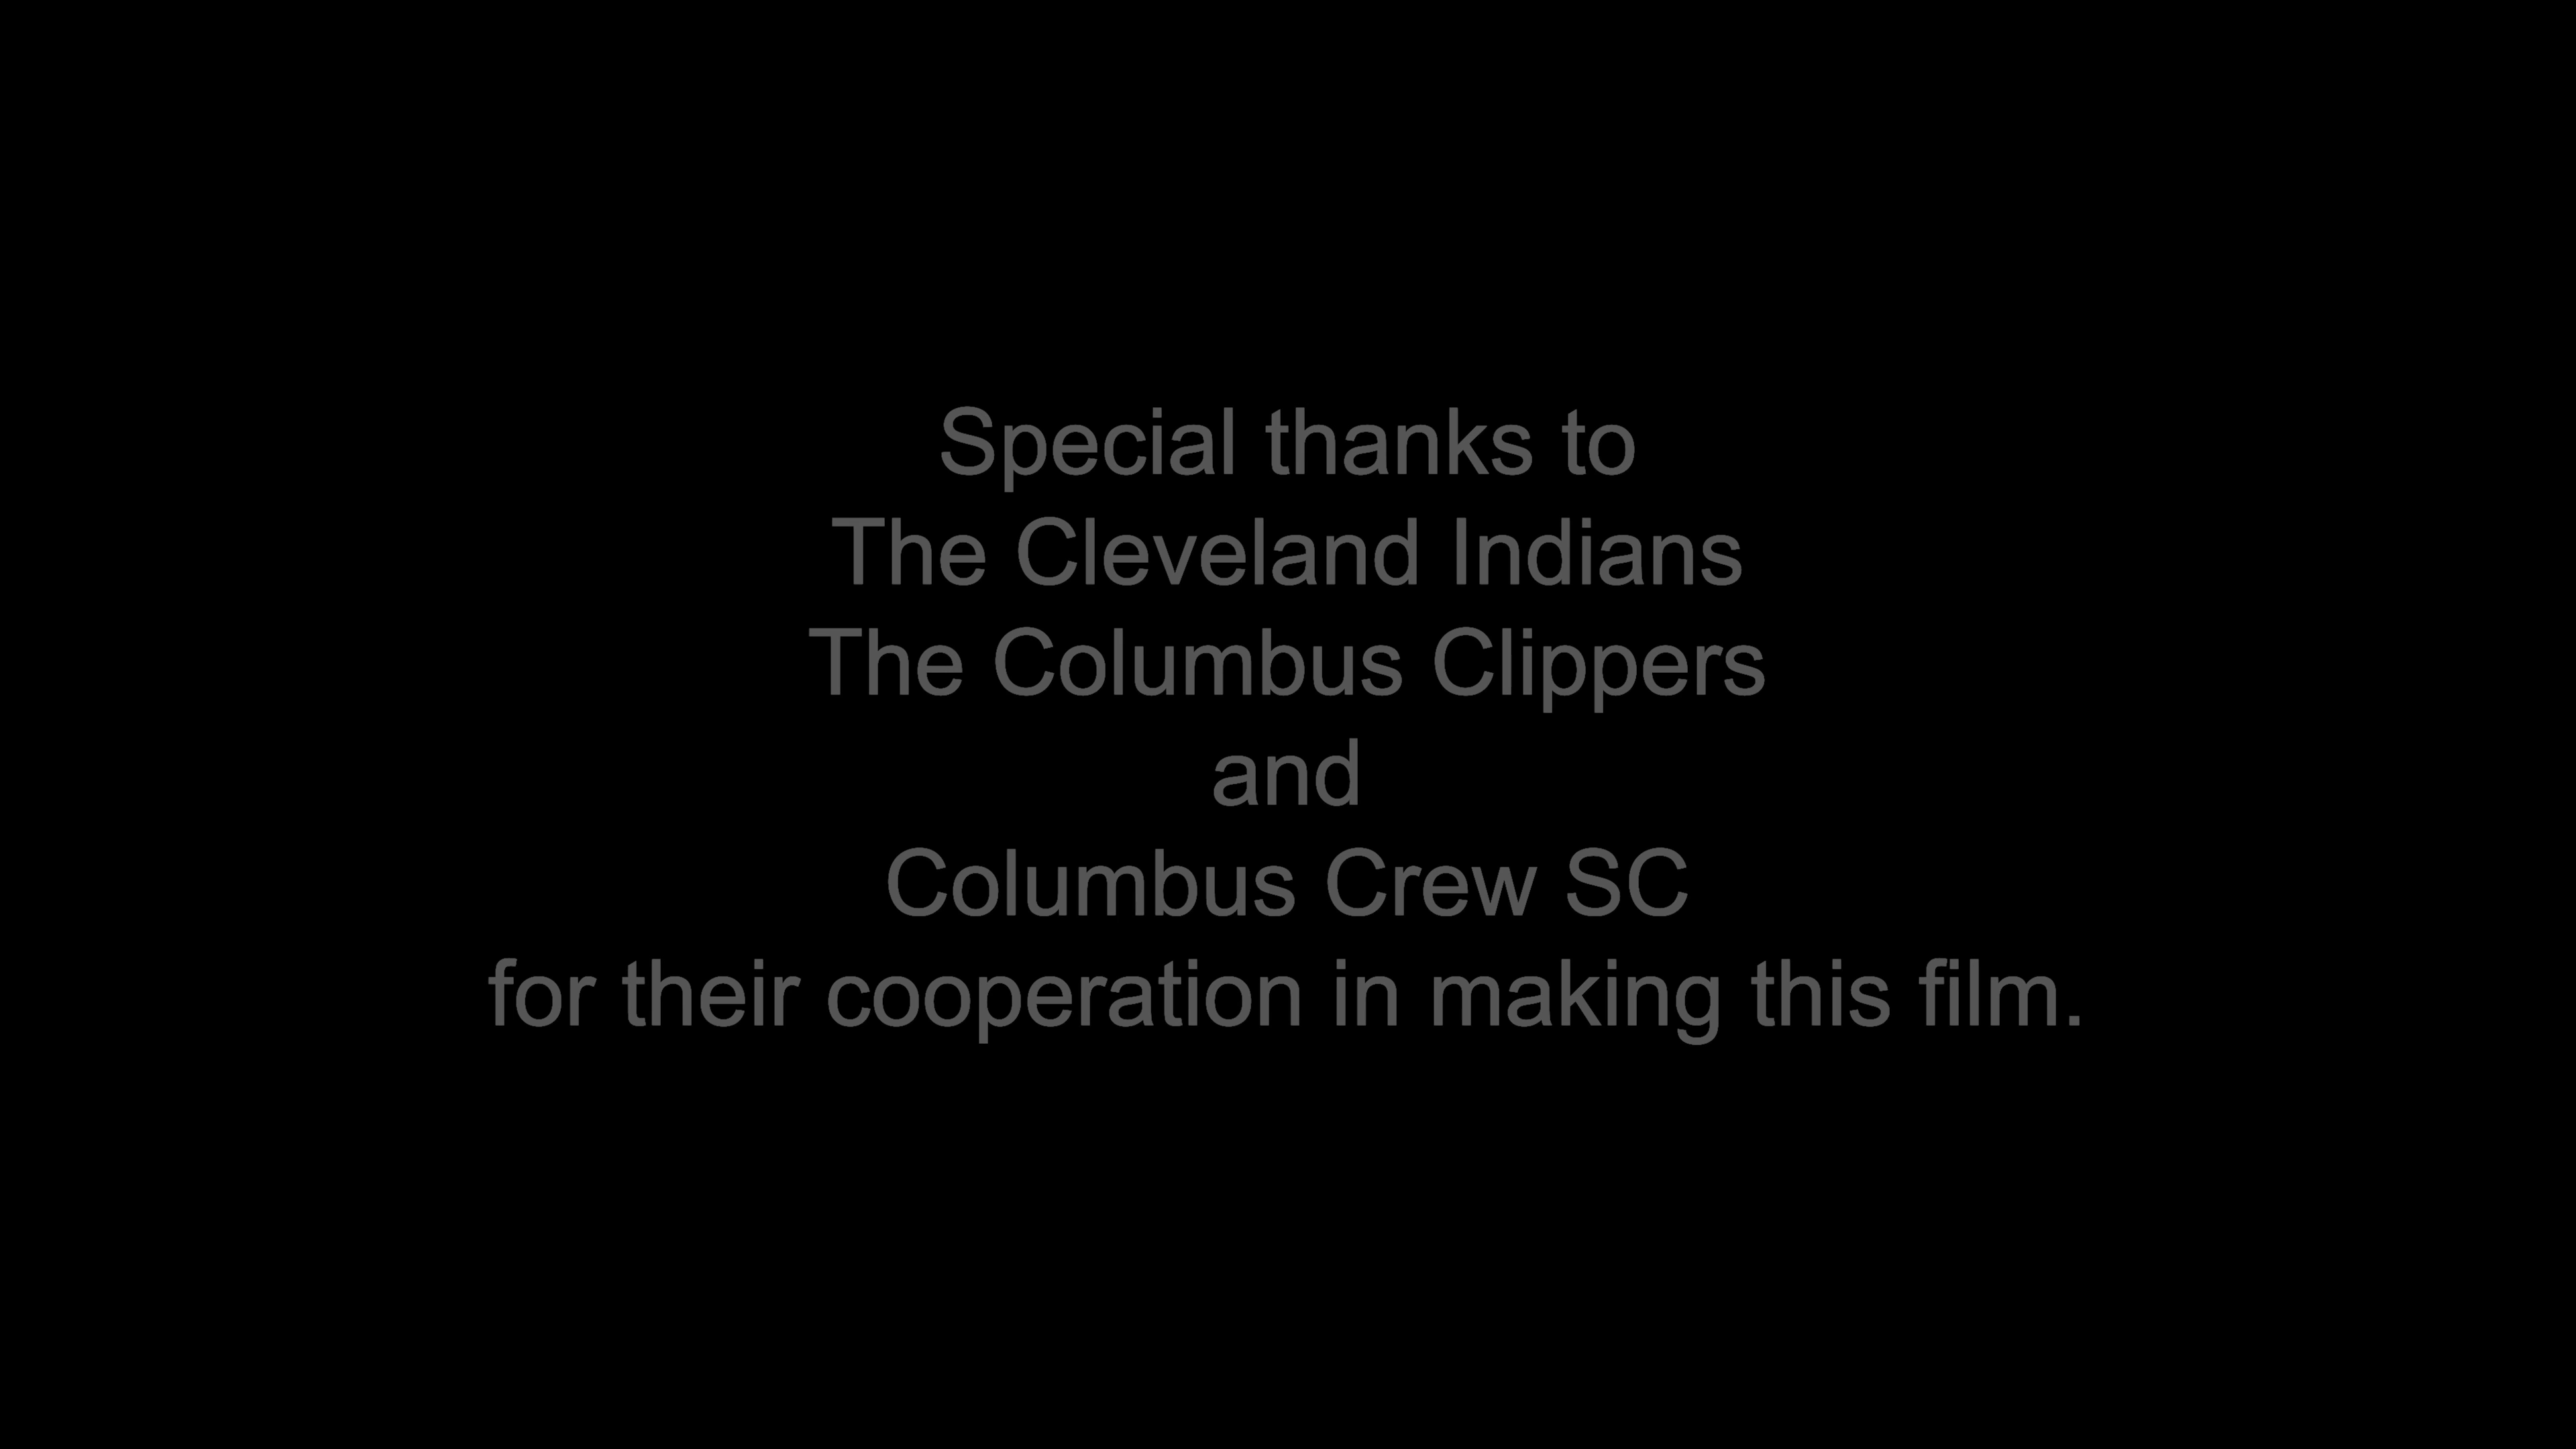 Special thanks to
The Cleveland Indians
The Columbus Clippers
and
Columbus Crew SC
for their cooperation in making this film.